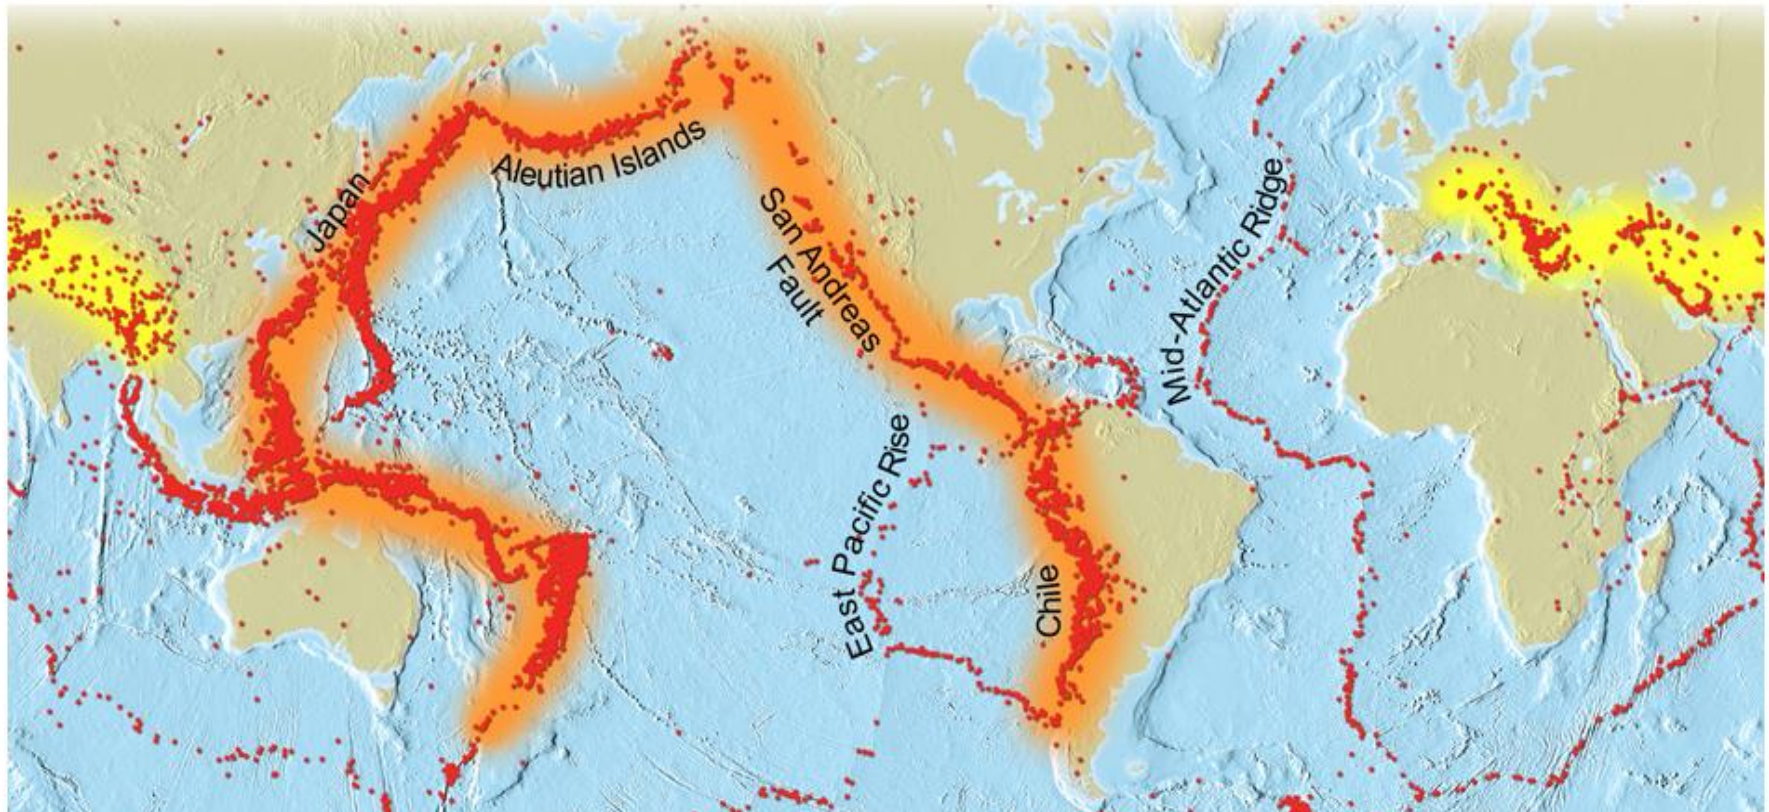 Aleutian Islands
Japan
San Andreas
Fault
Mid-Atlantic Ridge
East Pacific Rise
Chile